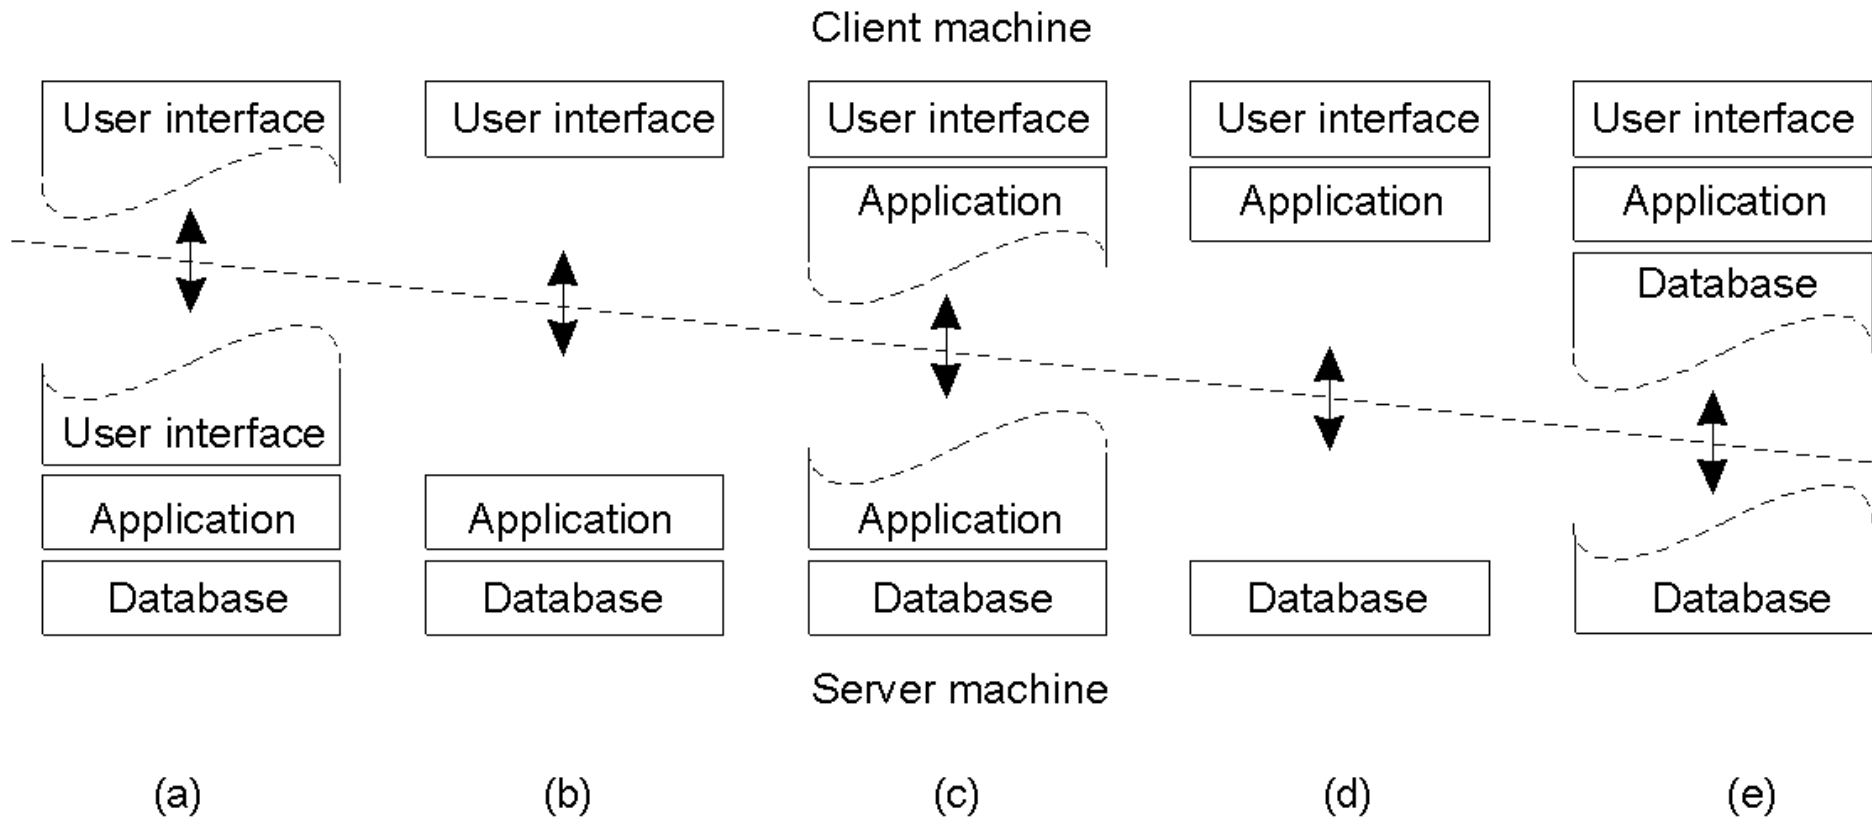 Client machine
User interface User interface User interface User interface User interface
Application Application Application
Database
User interface
Application Application Application
Database Database Database Database Database
Server machine
(a) (b) (c) (d) (e)